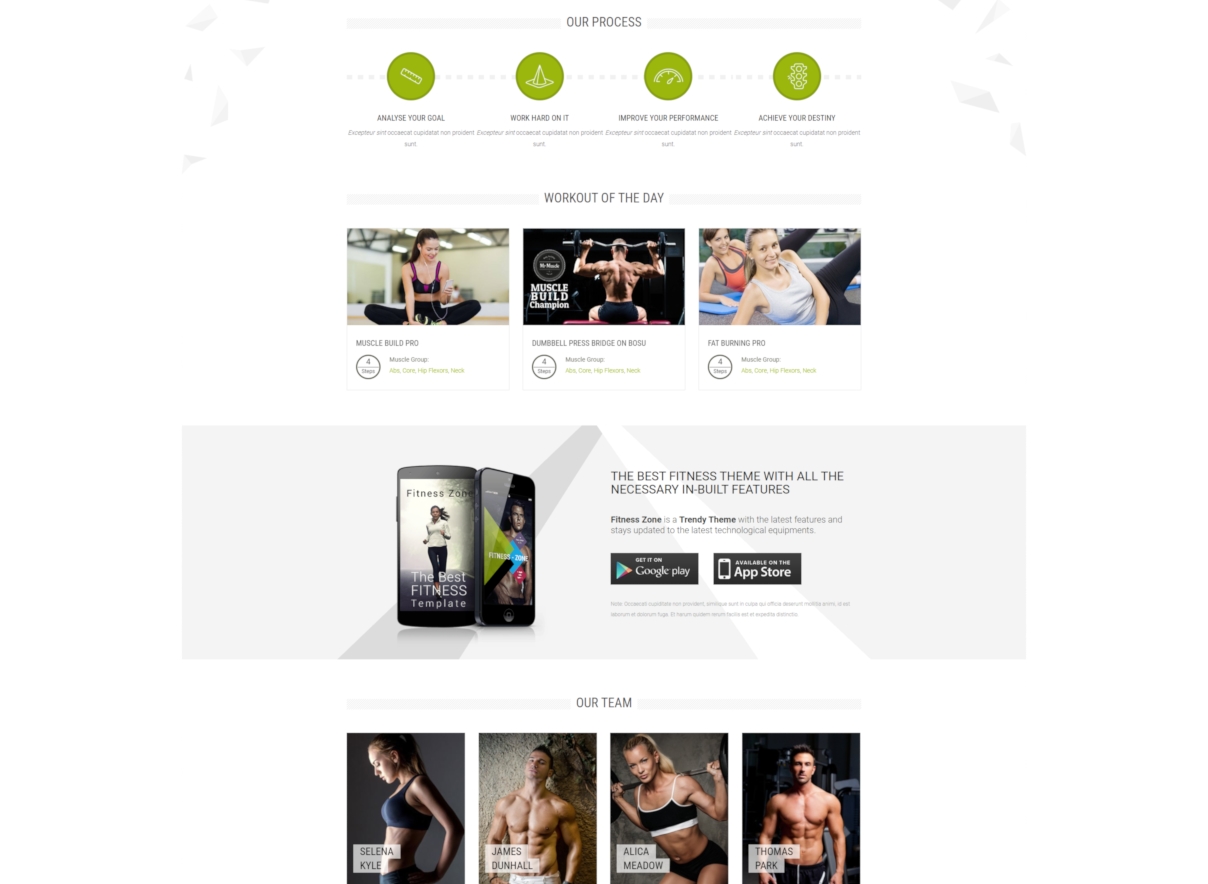 OUR PROCESS
ANALYSE YOUR GOAL
Excepteur sint occaecat cupidatat non proident
sunt.
WORK HARD ON IT
Excepteur sint occaecat cupidatat non proident
sunt.
IMPROVE YOUR PERFORMANCE
Excepteur sint occaecat cupidatat non proident
sunt.
ACHIEVE YOUR DESTINY
Excepteur sint occaecat cupidatat non proident
sunt.
WORKOUT OF THE DAY
Mr Muscle
MUSCLE
BUILD
Champion
MUSCLE BUILD PRO
4
Steps
Muscle Group:
Abs, Core, Hip Flexors, Neck
DUMBBELL PRESS BRIDGE ON BOSU
4
Steps
Muscle Group:
Abs, Core, Hip Flexors, Neck
FAT BURNING PRO
4
Steps
Muscle Group:
Abs, Core, Hip Flexors, Neck
Fitness Zone
The Best
FITNESS
Template
FITNESS - ZONE
THE BEST FITNESS THEME WITH ALL THE
NECESSARY IN-BUILT FEATURES
Fitness Zone is a Trendy Theme with the latest features and
stays updated to the latest technological equipments.
GET IT ON
Google play
AVAILABLE ON THE
App Store
Note: Occaecati cupiditate non provident, similique sunt in culpa qui officia deserunt mollitia animi, id est
laborum et dolorum fuga. Et harum quidem rerum facilis est et expedita distinctio.
OUR TEAM
SELENA
KYLE
JAMES
DUNHALL
ALICA
MEADOW
THOMAS
PARK